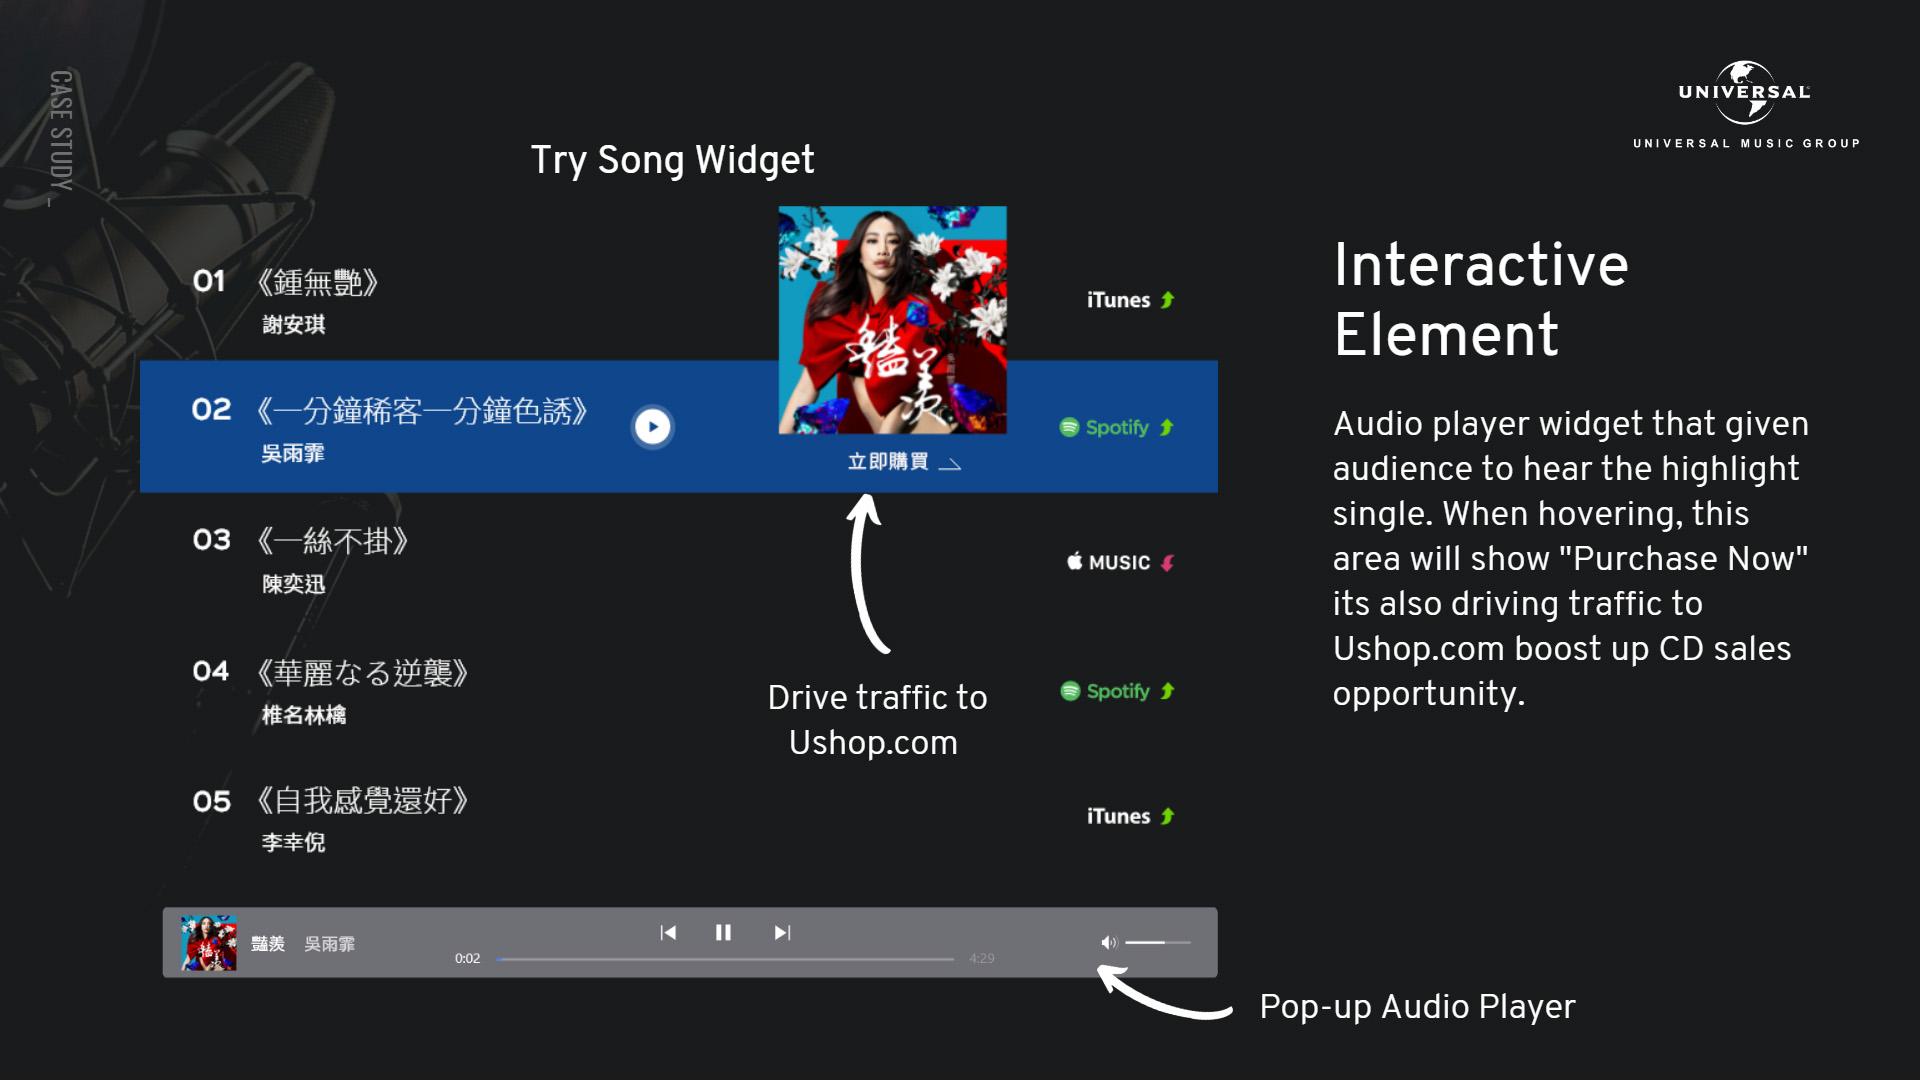 CASE STUDY –
UNIVERSAL
UNIVERSAL MUSIC GROUP
Try Song Widget
01 《鍾無艷》
謝安琪
iTunes
豔羨
吳雨霏
02 《一分鐘稀客一分鐘色誘》
吳雨霏
Spotify
立即購買
03 《一絲不掛》
陳奕迅
MUSIC
04 《華麗なる逆襲》
椎名林檎
Spotify
05 《自我感覺還好》
李幸倪
iTunes
Drive traffic to
Ushop.com
豔羨 吳雨霏
0:02
4:29
Pop-up Audio Player
Interactive
Element
Audio player widget that given
audience to hear the highlight
single. When hovering, this
area will show "Purchase Now"
its also driving traffic to
Ushop.com boost up CD sales
opportunity.